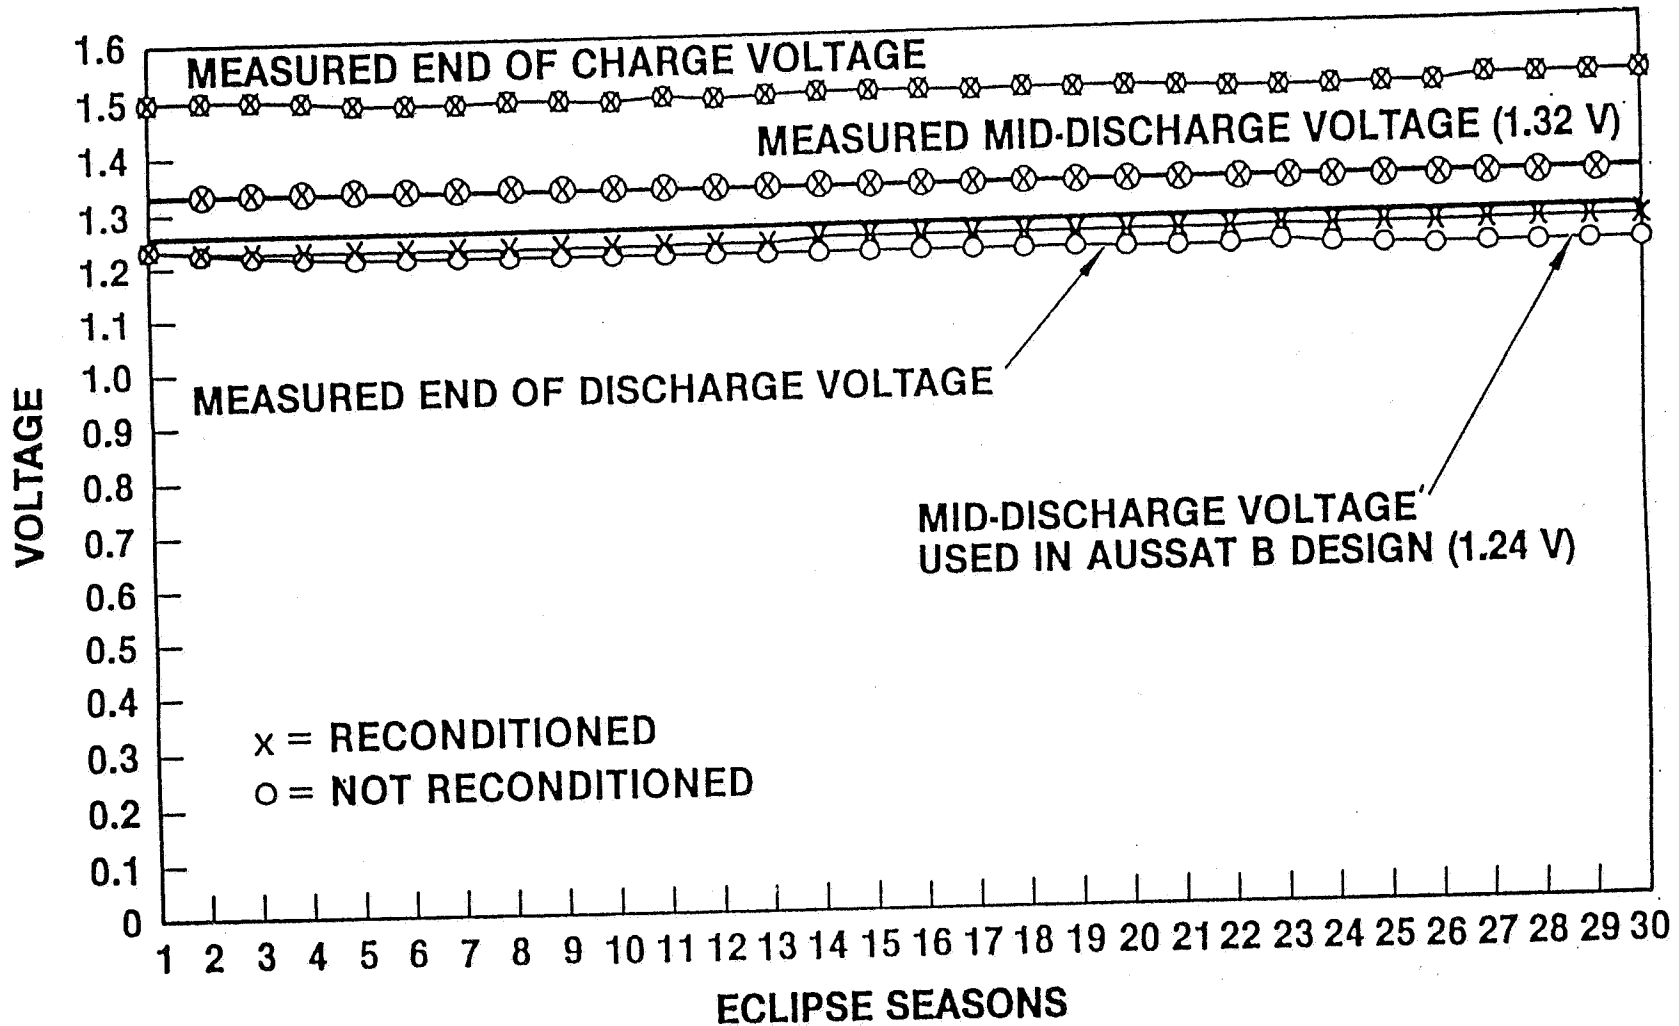 1.6
MEASURED END OF CHARGE VOLTAGE
1.5
MEASURED MID-DISCHARGE VOLTAGE (1.32 V)
1.4
1.3
1.2
1.1
1.0
MEASURED END OF DISCHARGE VOLTAGE
0.9
0.8
MID-DISCHARGE VOLTAGE
USED IN AUSSAT B DESIGN (1.24 V)
0.7
0.6
0.5
0.4
0.3
0.2
0.1
0
VOLTAGE
x = RECONDITIONED
o = NOT RECONDITIONED
1 2 3 4 5 6 7 8 9 10 11 12 13 14 15 16 17 18 19 20 21 22 23 24 25 26 27 28 29 30
ECLIPSE SEASONS